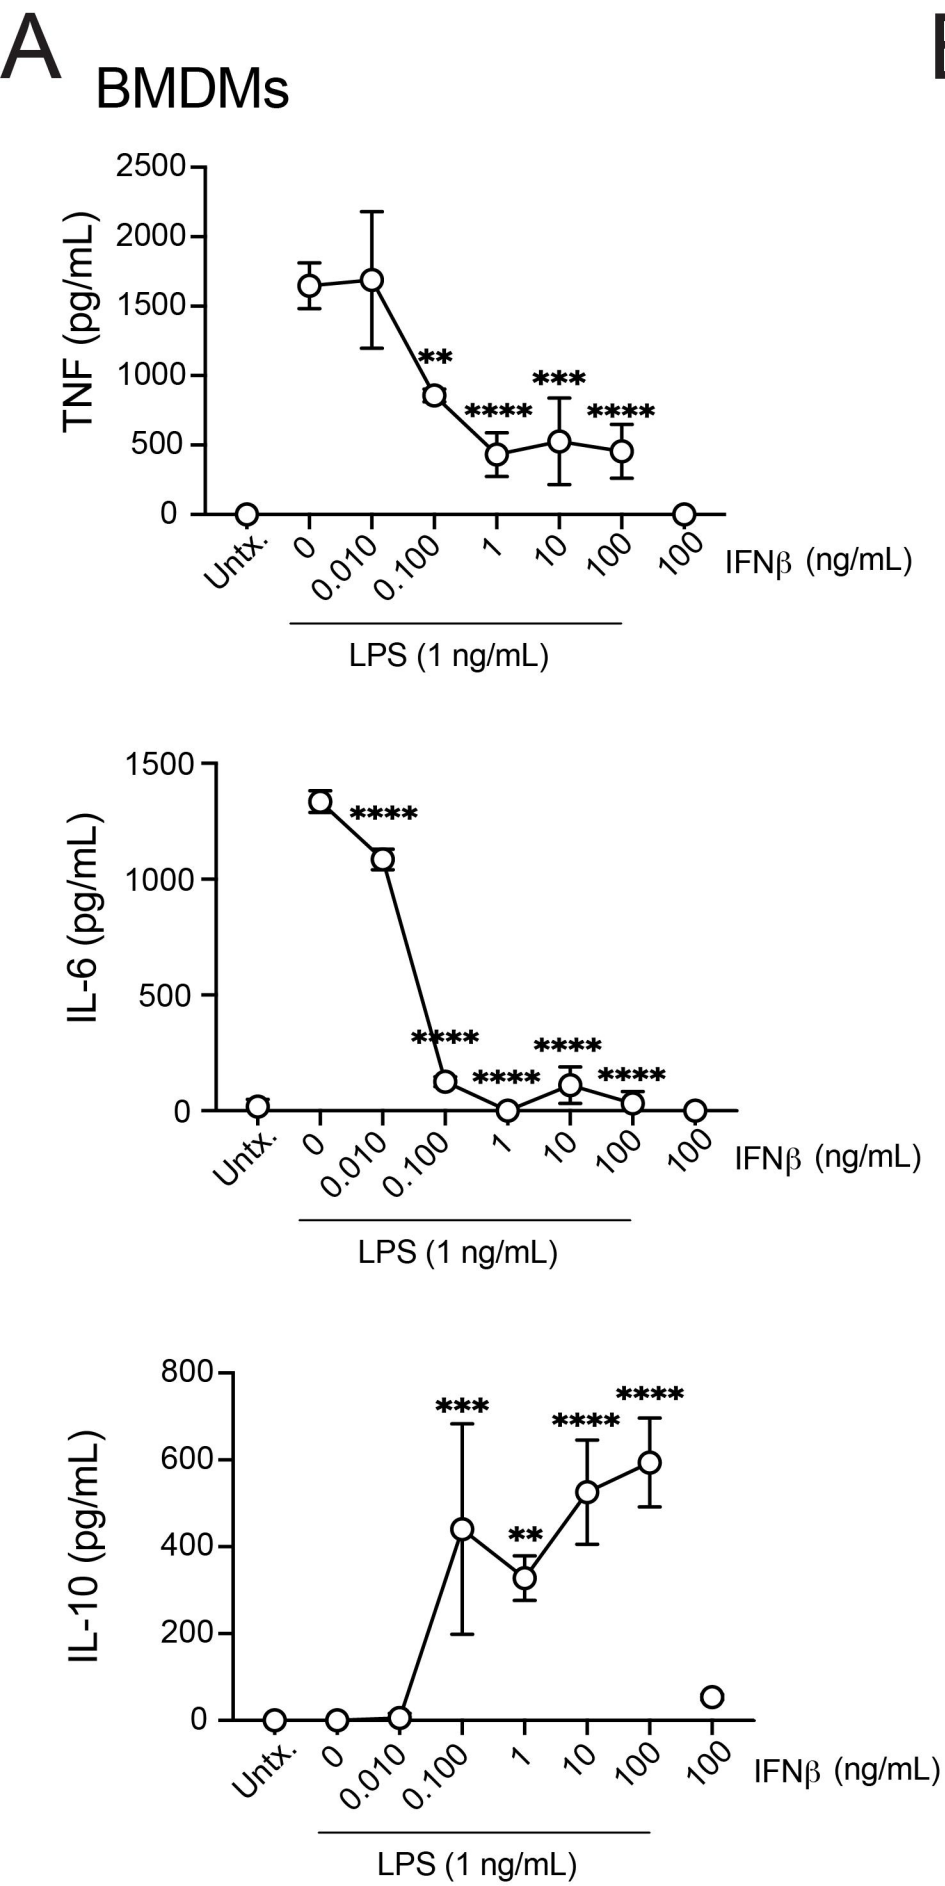 A
BMDMs
2500
2000
1500
1000
500
0
TNF (pg/mL)
**
****
***
****
Untx. 0 0.010 0.100 1 10 100 100 IFNβ (ng/mL)
LPS (1 ng/mL)
1500
1000
500
0
IL-6 (pg/mL)
****
****
****
****
****
Untx. 0 0.010 0.100 1 10 100 100 IFNβ (ng/mL)
LPS (1 ng/mL)
800
600
400
200
0
IL-10 (pg/mL)
***
**
****
****
Untx. 0 0.010 0.100 1 10 100 100 IFNβ (ng/mL)
LPS (1 ng/mL)